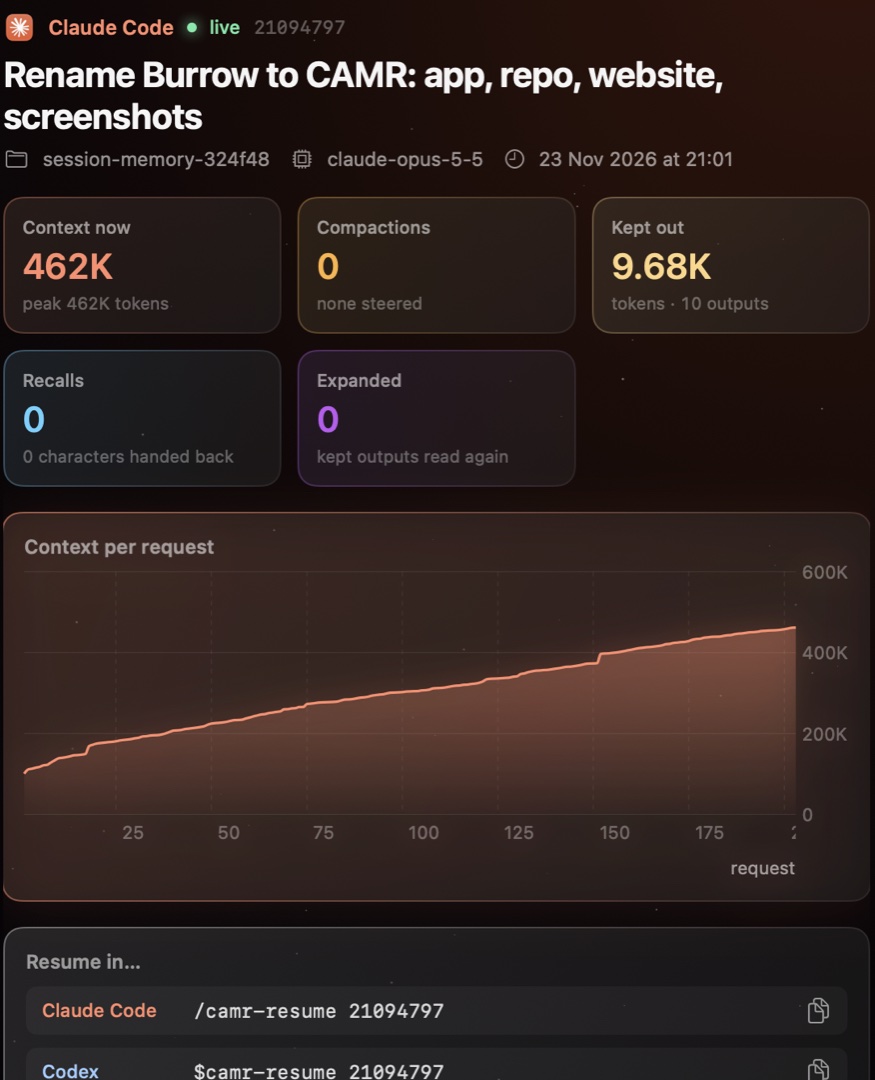 Claude Code live 21094797
Rename Burrow to CAMR: app, repo, website,
screenshots
session-memory-324f48 claude-opus-5-5 23 Nov 2026 at 21:01
Context now
462K
peak 462K tokens
Compactions
0
none steered
Kept out
9.68K
tokens · 10 outputs
Recalls
0
0 characters handed back
Expanded
0
kept outputs read again
Context per request
600K
400K
200K
0
25 50 75 100 125 150 175
request
Resume in...
Claude Code /camr-resume 21094797
Codex $camr-resume 21094797